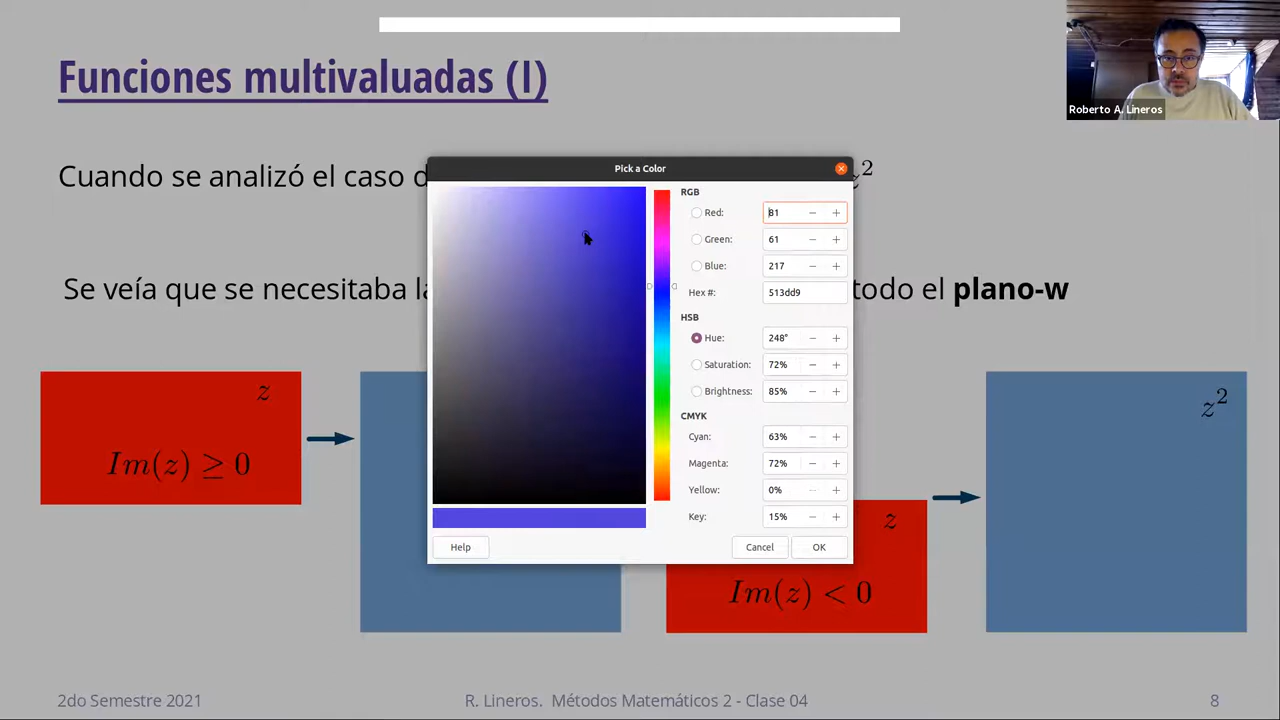 Funciones multivaluadas (I)
Roberto A. Lineros
Cuando se analizó el caso d
z²
Se veía que se necesitaba la
todo el plano-w
Pick a Color
RGB
Red: 81
Green: 61
Blue: 217
Hex #: 513dd9
HSB
Hue: 248°
Saturation: 72%
Brightness: 85%
CMYK
Cyan: 63%
Magenta: 72%
Yellow: 0%
Key: 15%
Help Cancel OK
z
Im(z) ≥ 0
z
Im(z) < 0
z²
2do Semestre 2021
R. Lineros. Métodos Matemáticos 2 - Clase 04
8